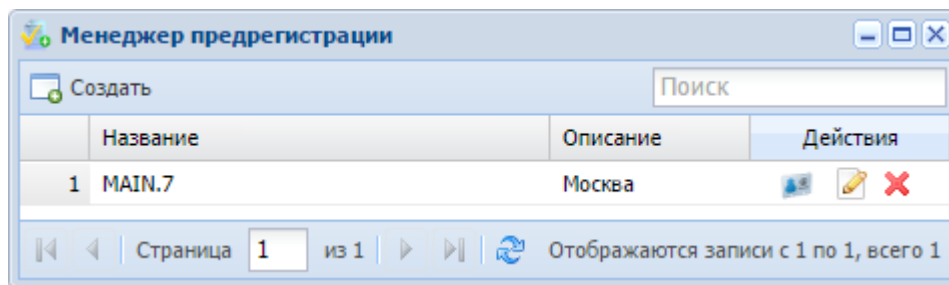 Менеджер предрегистрации
Создать Поиск
Название Описание Действия
1 MAIN.7 Москва
Страница 1 из 1 Отображаются записи с 1 по 1, всего 1